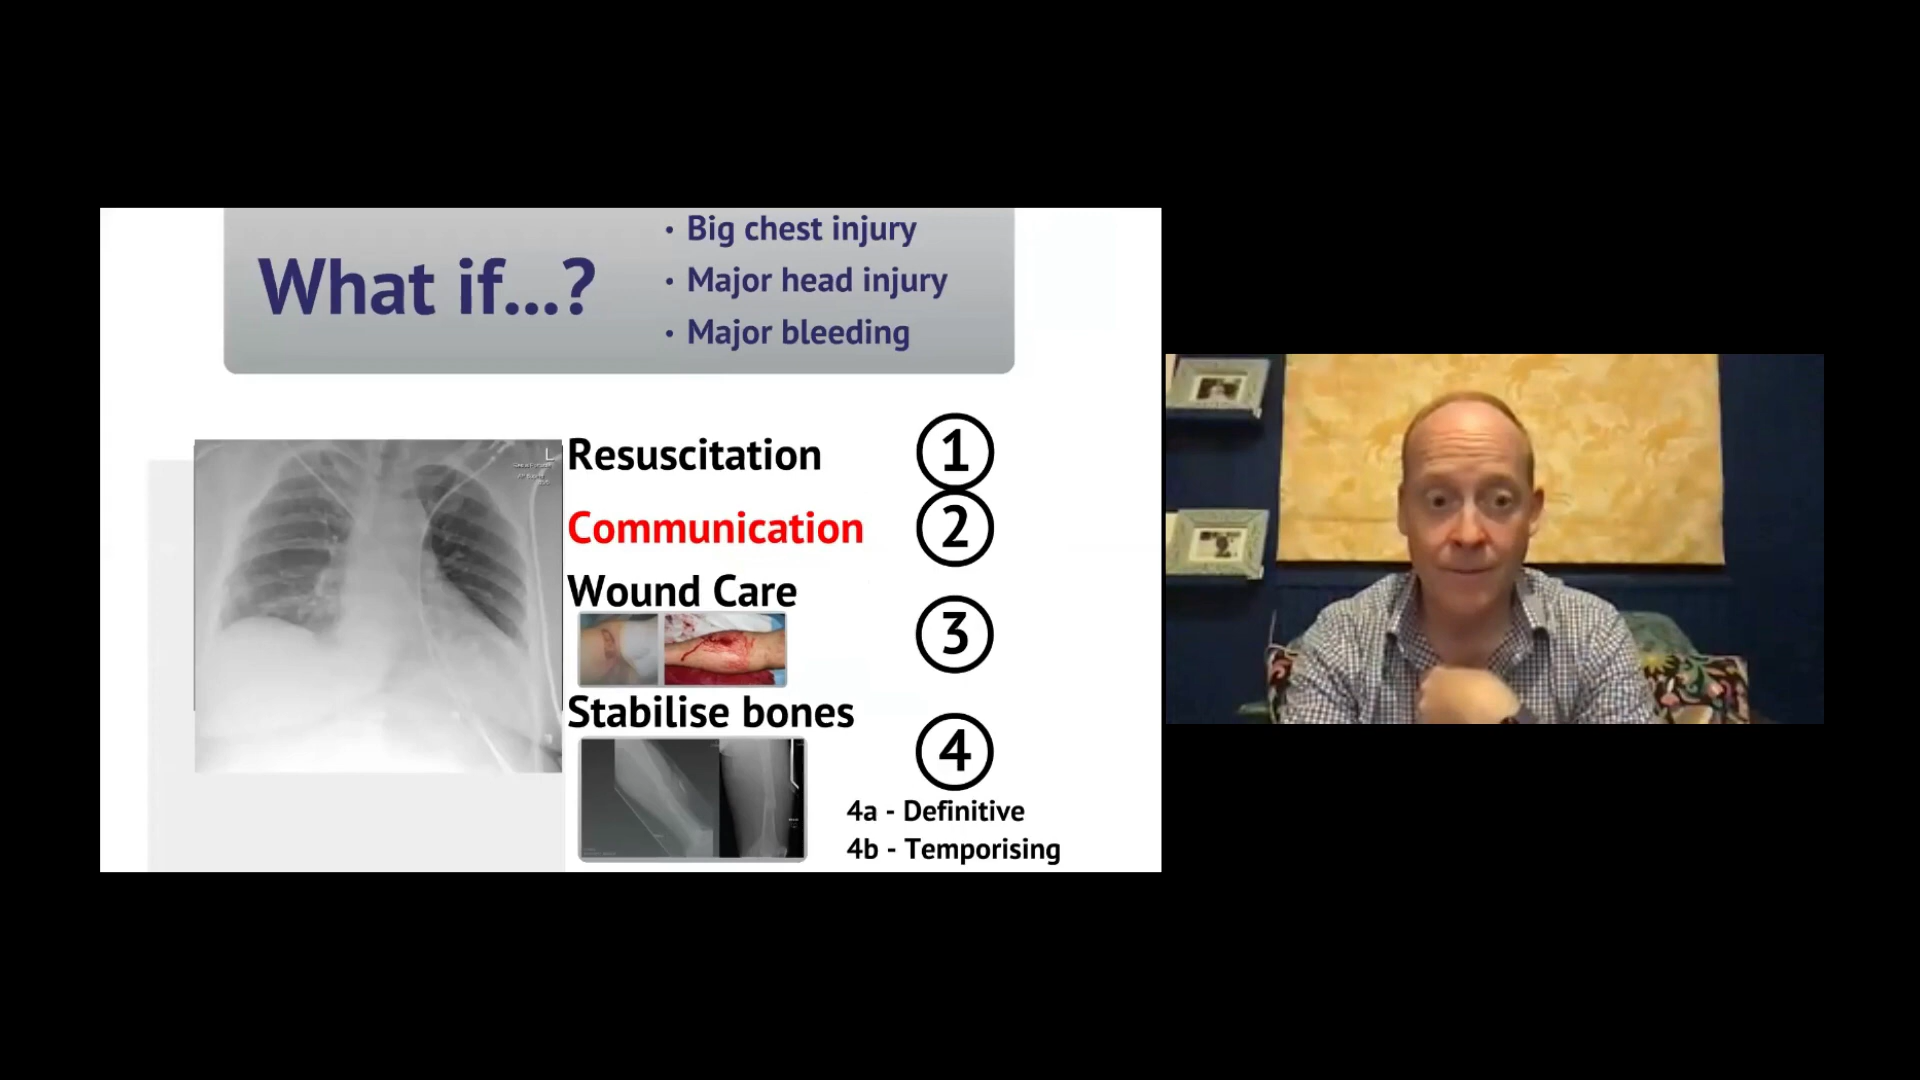 What if...?
• Big chest injury
• Major head injury
• Major bleeding
L
Resuscitation
1
Communication
2
Wound Care
3
Stabilise bones
4
4a - Definitive
4b - Temporising